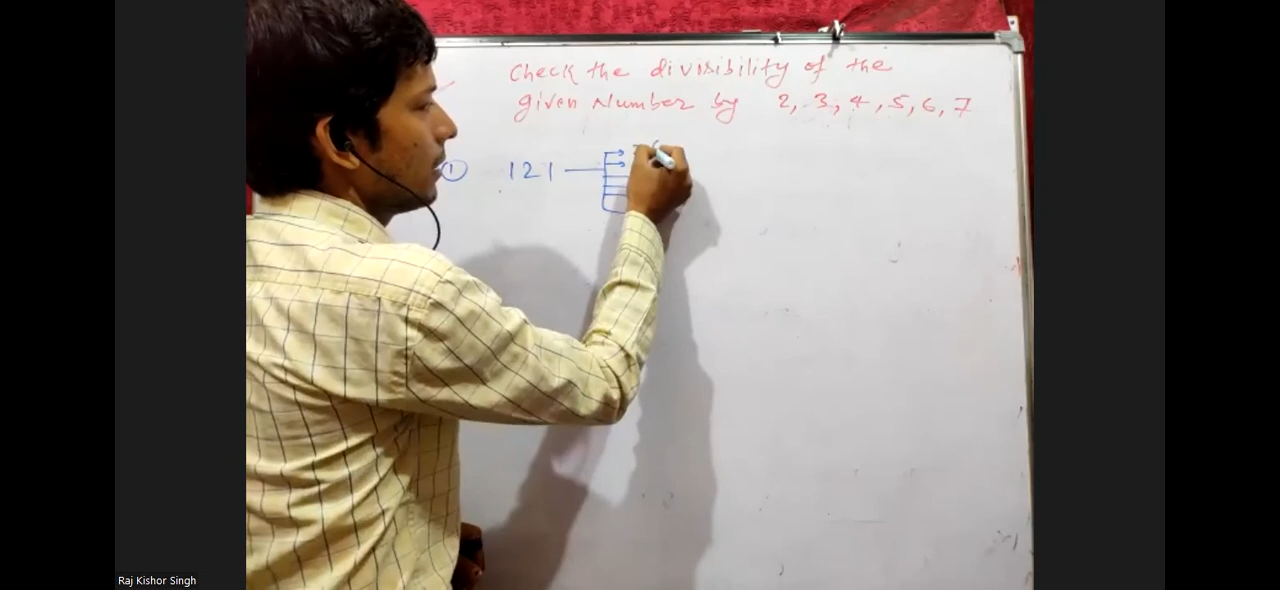 Check the divisibility of the
given Number by 2, 3, 4, 5, 6, 7
① 121
Raj Kishor Singh